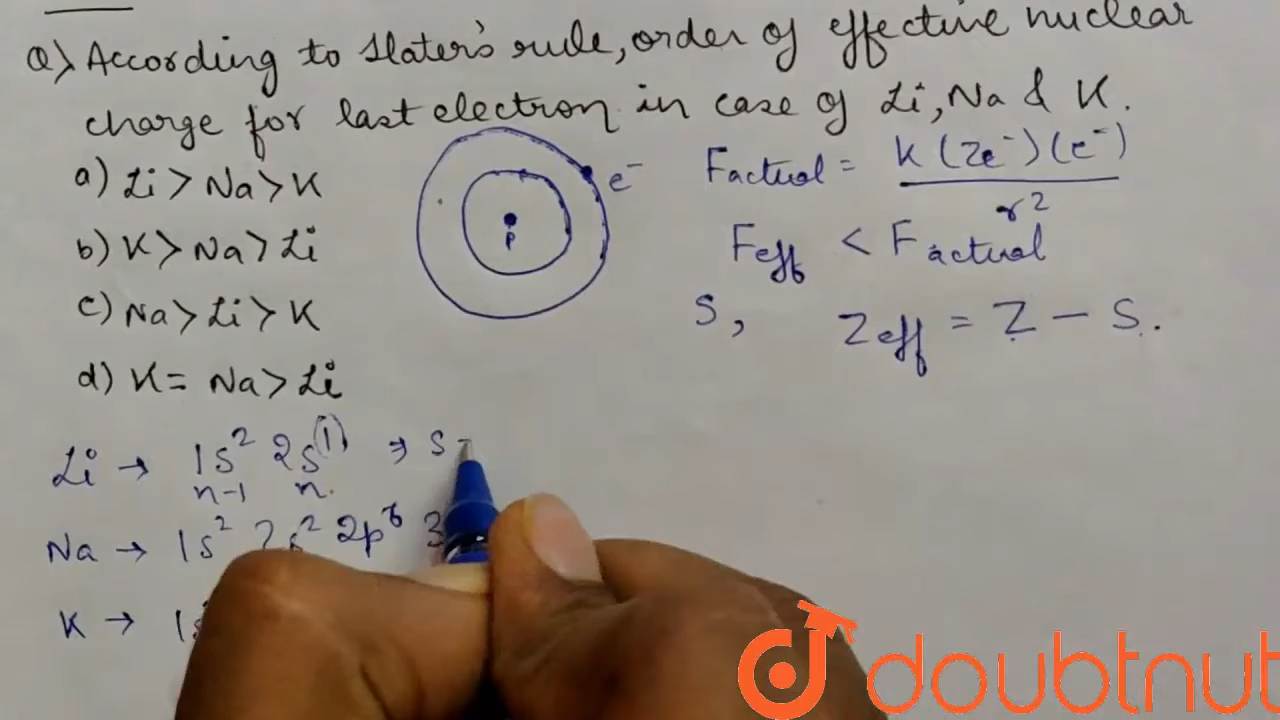 Q) According to Slater's rule, order of effective nuclear
charge for last electron in case of Li, Na & K.
a) Li > Na > K
b) K > Na > Li
c) Na > Li > K
d) K = Na > Li
e⁻
P
Factual = K (Ze⁻) (e⁻) / r²
Feff < Factual
S, Zeff = Z − S.
Li → 1s² 2s(1) ⇒ S =
n-1 n.
Na → 1s² 2s² 2p⁶ 3
K → 1s
doubtnut